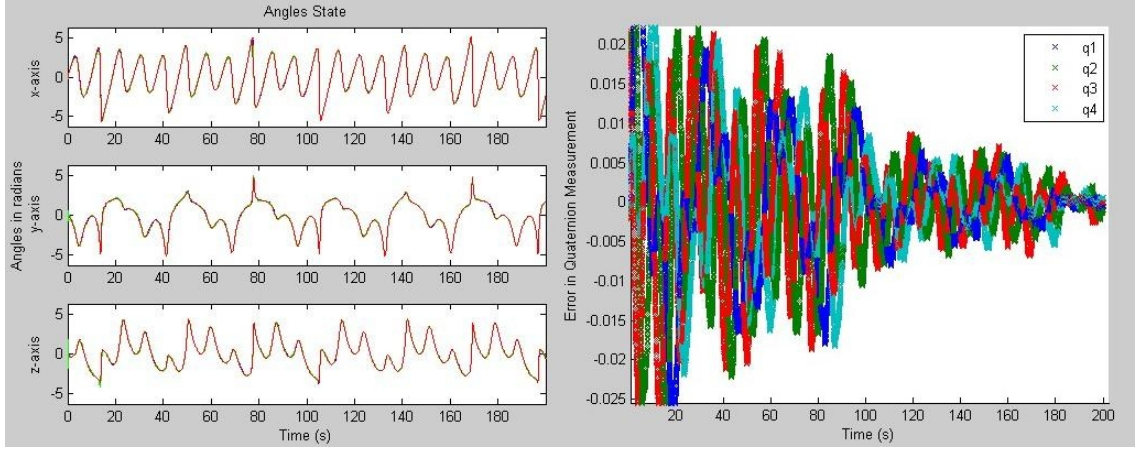 Angles State
5
0
-5
x-axis
0 20 40 60 80 100 120 140 160 180
5
0
-5
y-axis
Angles in radians
0 20 40 60 80 100 120 140 160 180
5
0
-5
z-axis
0 20 40 60 80 100 120 140 160 180
Time (s)
0.02
0.015
0.01
0.005
0
-0.005
-0.01
-0.015
-0.02
-0.025
Error in Quaternion Measurement
q1
q2
q3
q4
20 40 60 80 100 120 140 160 180 200
Time (s)